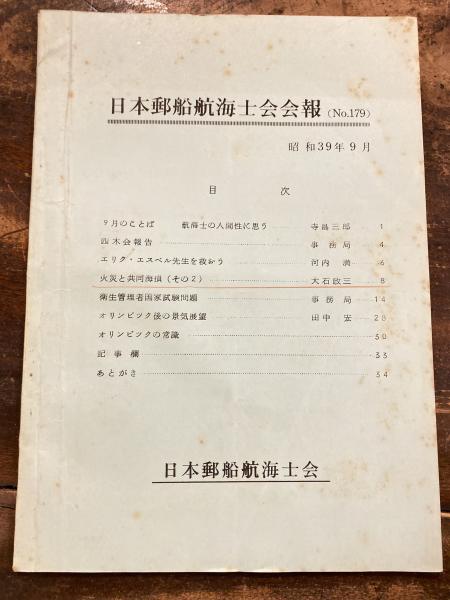 日本郵船航海士会会報 (No.179)
昭和39年9月
目 次
9月のことば 航海士の人間性に思う 寺島三郎 1
四木会報告 事務局 4
エリク・エスベル先生を救おう 河内 満 6
火災と共同海損(その2) 大石政三 8
衛生管理者国家試験問題 事務局 14
オリンピック後の景気展望 田中 宏 28
オリンピックの常識 30
記事欄 33
あとがき 34
日本郵船航海士会